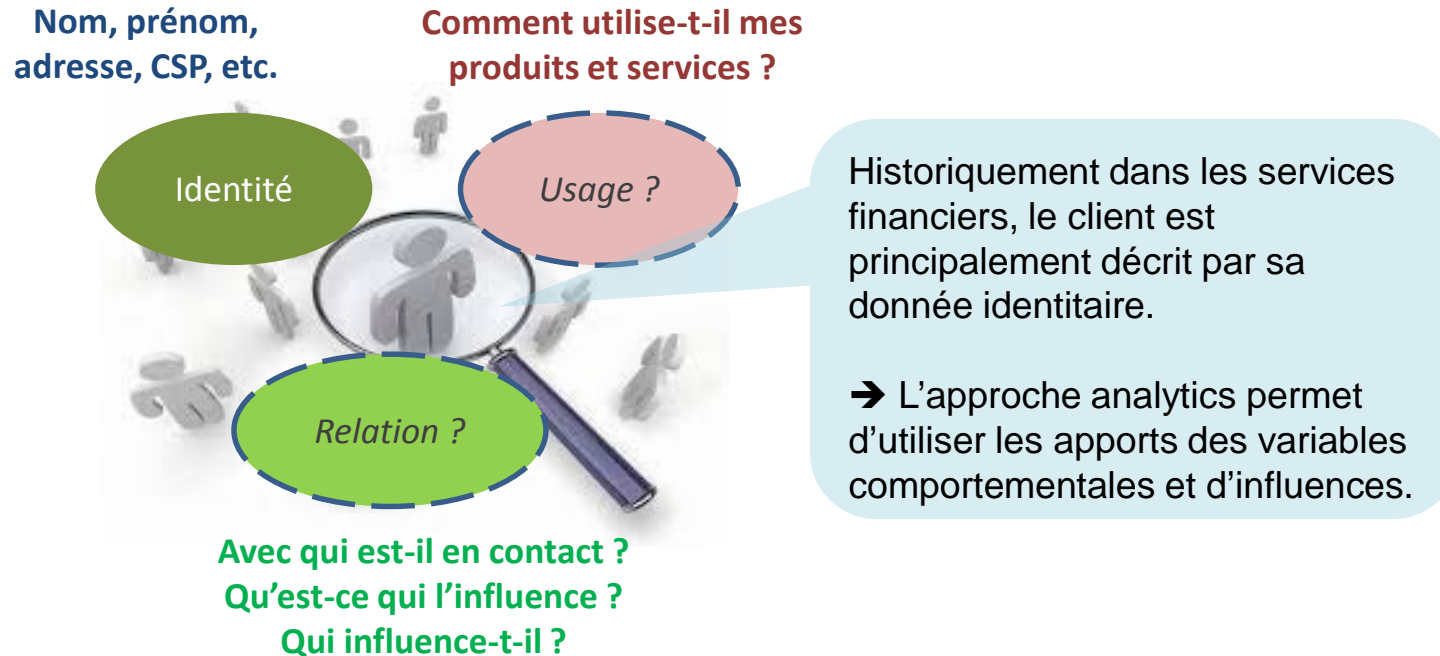 Nom, prénom,
adresse, CSP, etc.
Comment utilise-t-il mes
produits et services ?
Identité
Usage ?
Relation ?
Avec qui est-il en contact ?
Qu’est-ce qui l’influence ?
Qui influence-t-il ?
Historiquement dans les services
financiers, le client est
principalement décrit par sa
donnée identitaire.
➔ L’approche analytics permet
d’utiliser les apports des variables
comportementales et d’influences.